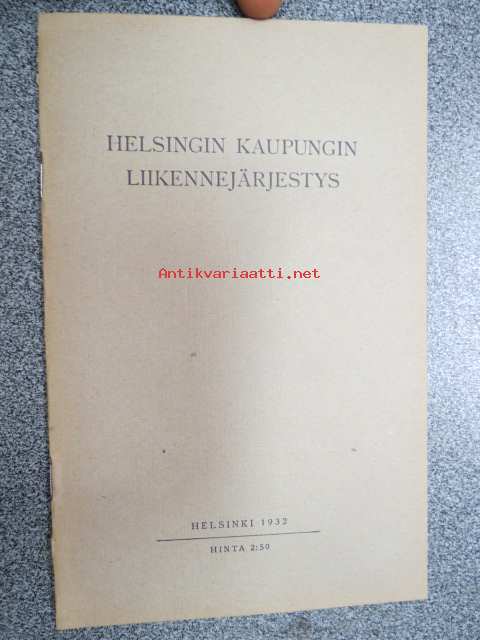 HELSINGIN KAUPUNGIN
LIIKENNEJÄRJESTYS
Antikvariaatti.net
HELSINKI 1932
HINTA 2:50